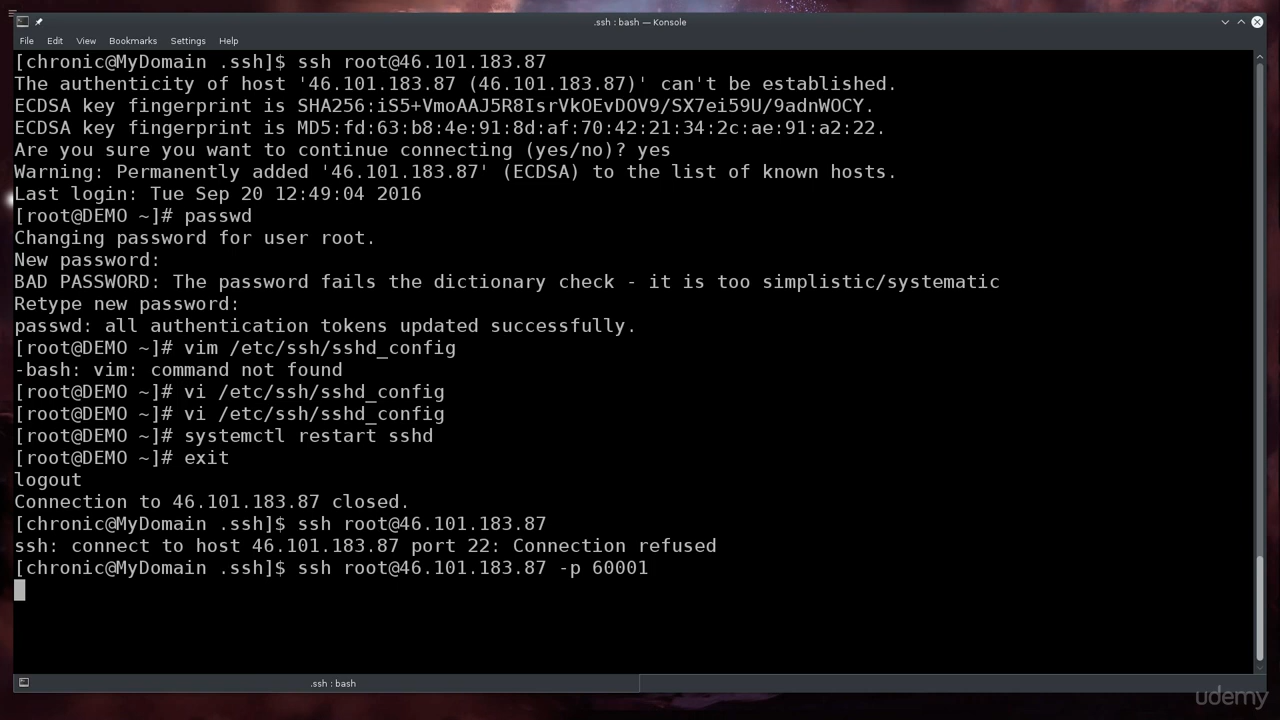 .ssh : bash — Konsole
File Edit View Bookmarks Settings Help
[chronic@MyDomain .ssh]$ ssh root@46.101.183.87
The authenticity of host '46.101.183.87 (46.101.183.87)' can't be established.
ECDSA key fingerprint is SHA256:iS5+VmoAAJ5R8IsrVkOEvDOV9/SX7ei59U/9adnWOCY.
ECDSA key fingerprint is MD5:fd:63:b8:4e:91:8d:af:70:42:21:34:2c:ae:91:a2:22.
Are you sure you want to continue connecting (yes/no)? yes
Warning: Permanently added '46.101.183.87' (ECDSA) to the list of known hosts.
Last login: Tue Sep 20 12:49:04 2016
[root@DEMO ~]# passwd
Changing password for user root.
New password:
BAD PASSWORD: The password fails the dictionary check - it is too simplistic/systematic
Retype new password:
passwd: all authentication tokens updated successfully.
[root@DEMO ~]# vim /etc/ssh/sshd_config
-bash: vim: command not found
[root@DEMO ~]# vi /etc/ssh/sshd_config
[root@DEMO ~]# vi /etc/ssh/sshd_config
[root@DEMO ~]# systemctl restart sshd
[root@DEMO ~]# exit
logout
Connection to 46.101.183.87 closed.
[chronic@MyDomain .ssh]$ ssh root@46.101.183.87
ssh: connect to host 46.101.183.87 port 22: Connection refused
[chronic@MyDomain .ssh]$ ssh root@46.101.183.87 -p 60001
.ssh : bash
udemy